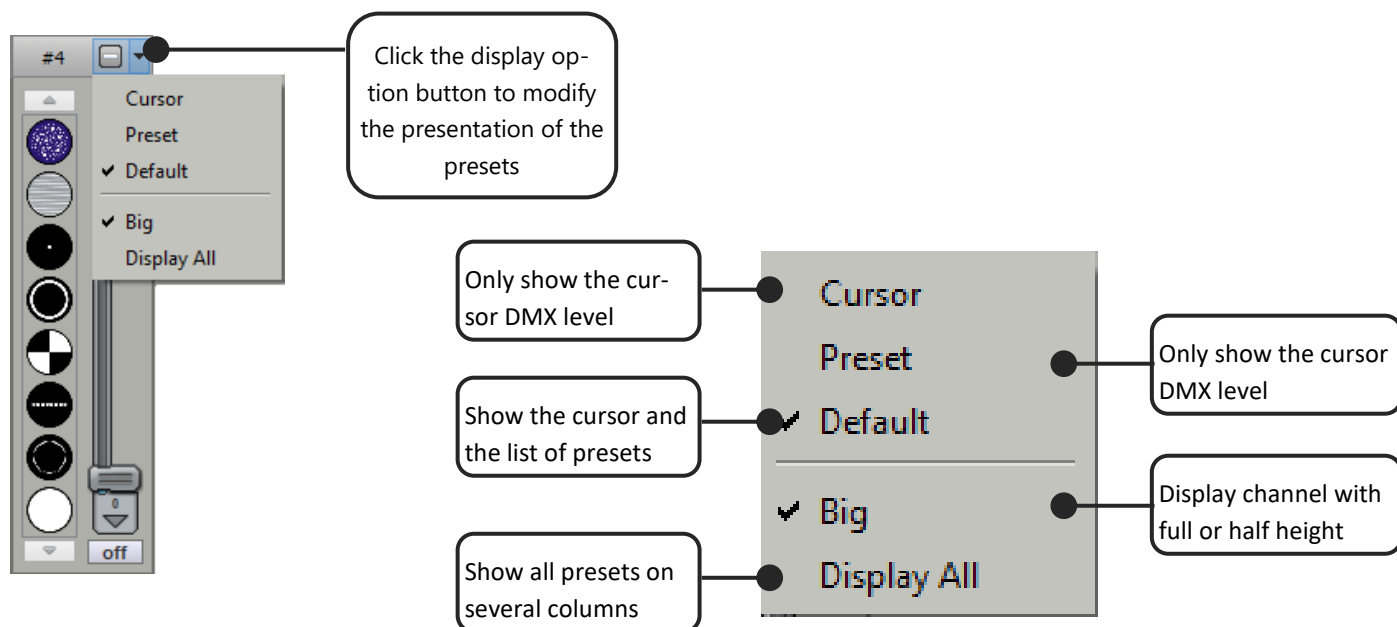 #4
Cursor
Preset
Default
Big
Display All
0
off
Click the display op-
tion button to modify
the presentation of the
presets
Only show the cur-
sor DMX level
Show the cursor and
the list of presets
Show all presets on
several columns
Cursor
Preset
Default
Big
Display All
Only show the cursor
DMX level
Display channel with
full or half height